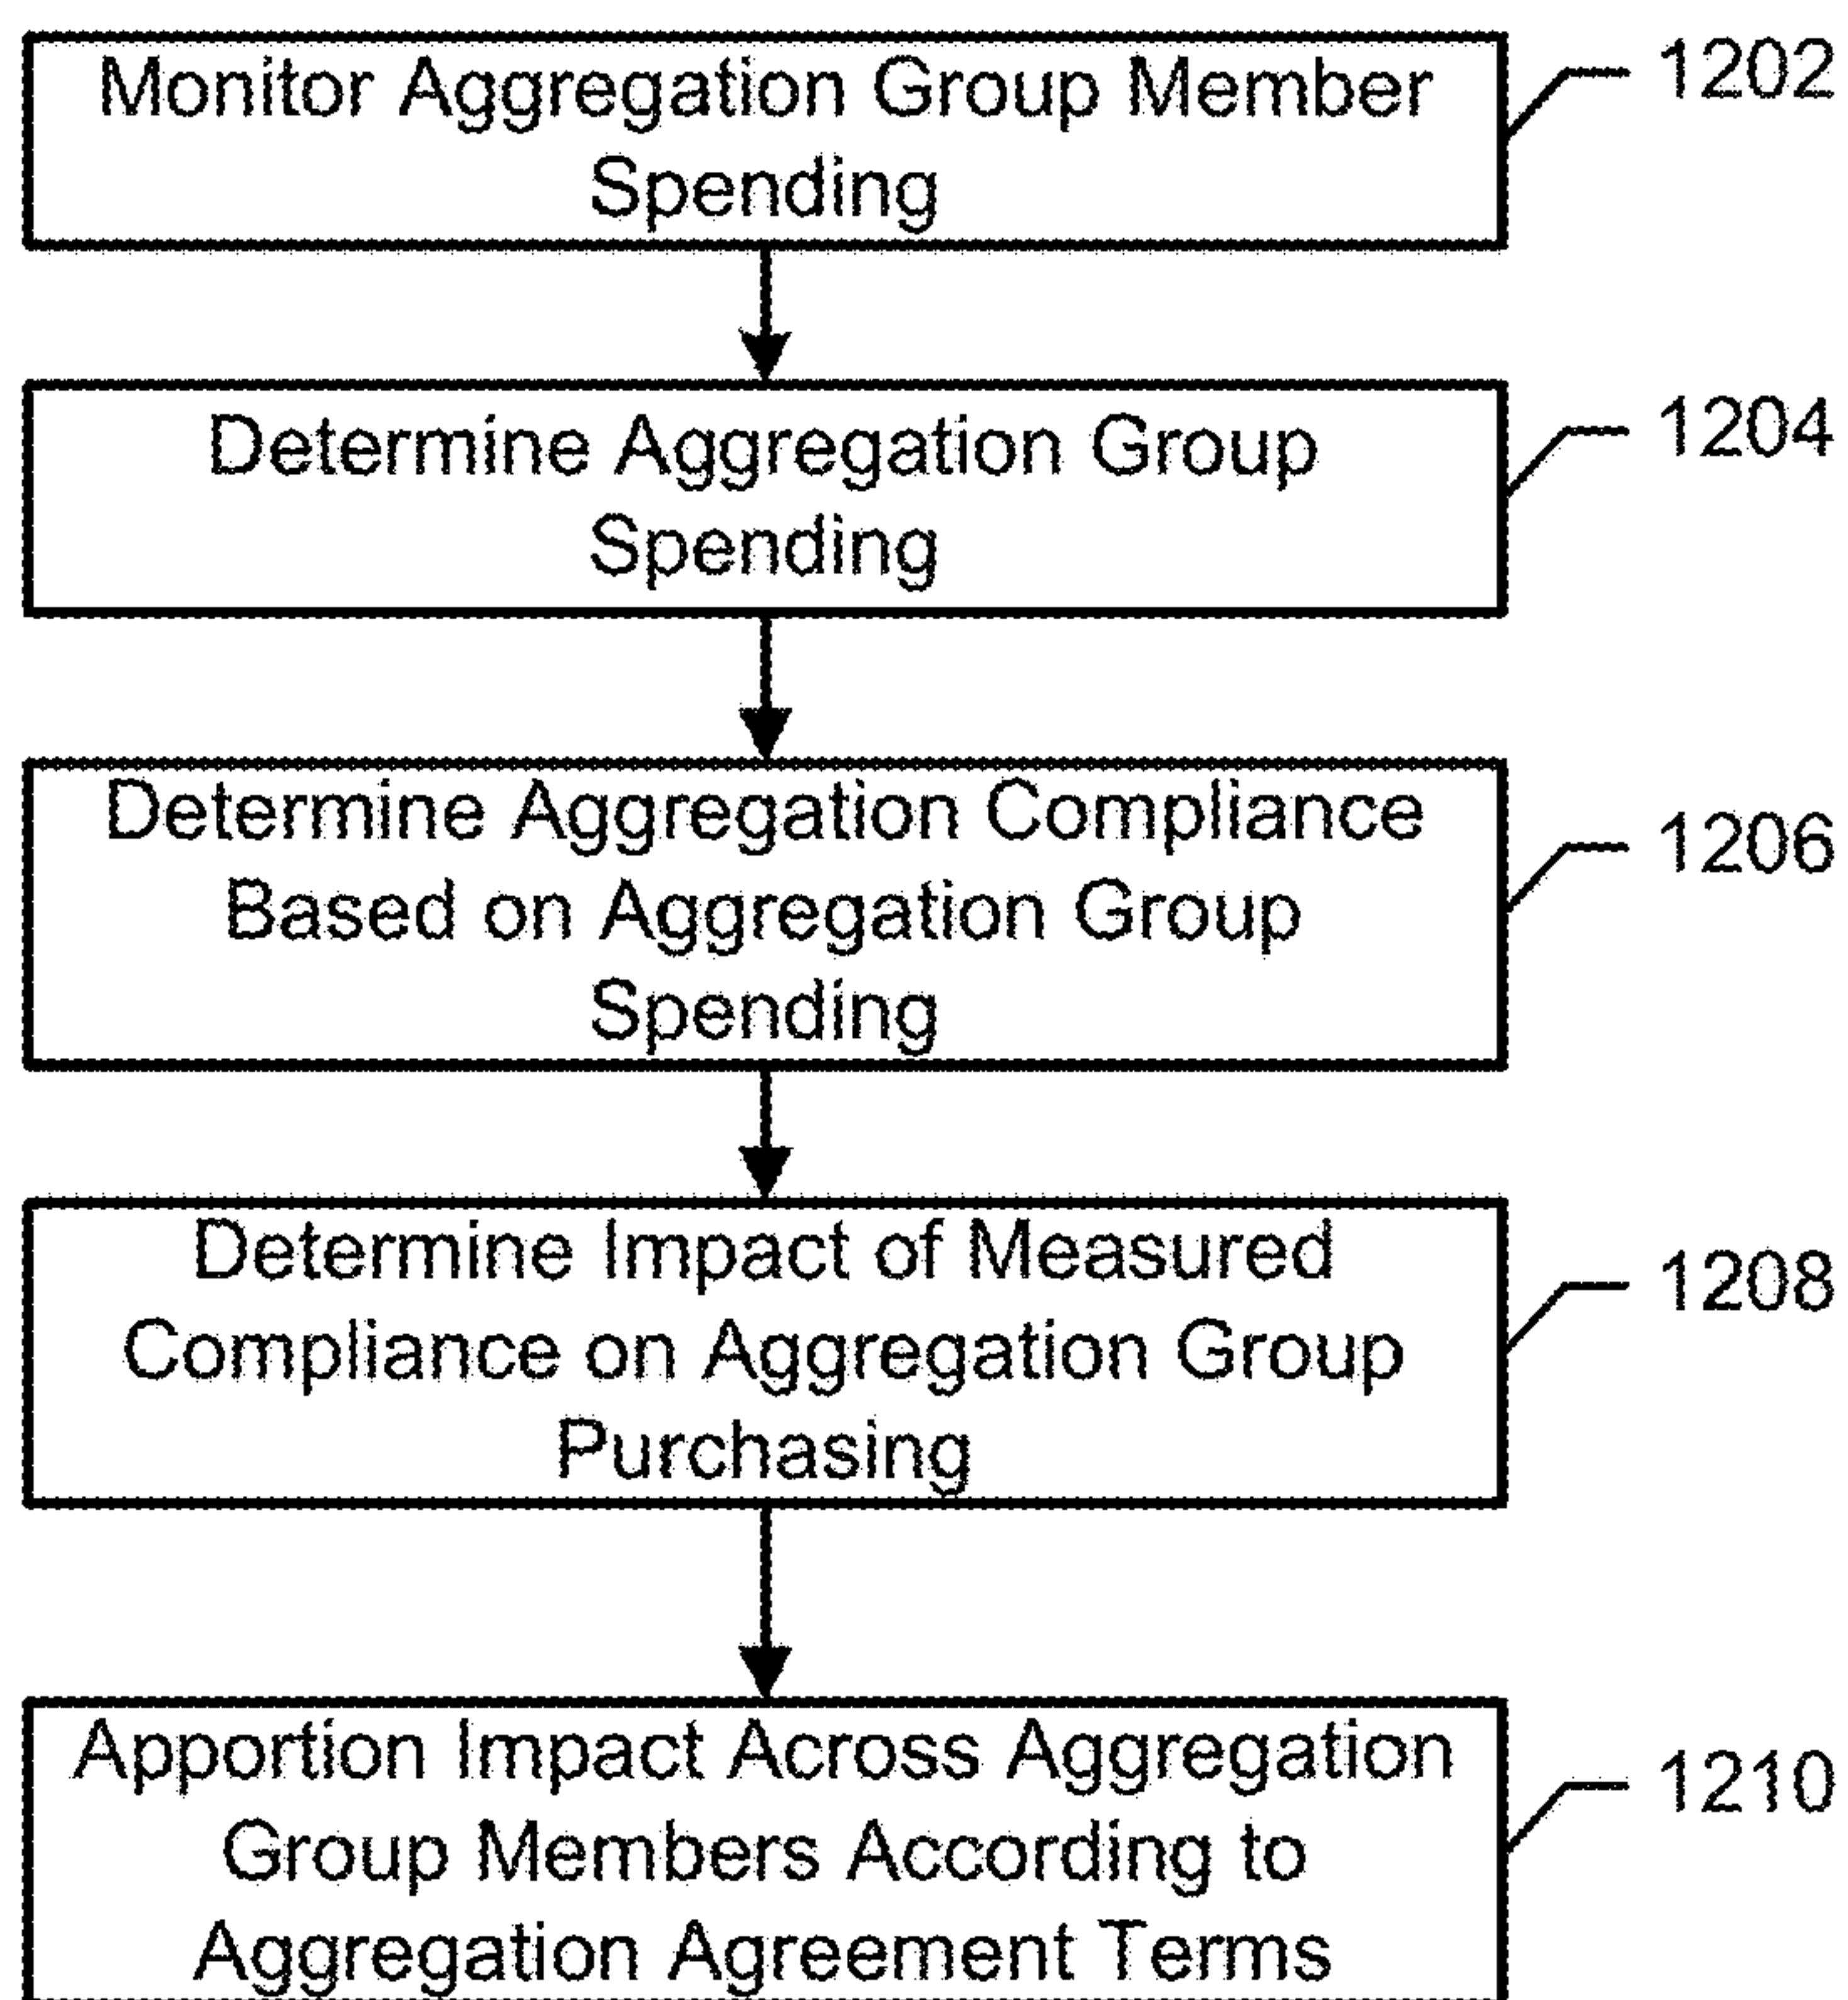 Monitor Aggregation Group Member
Spending
1202
Determine Aggregation Group
Spending
1204
Determine Aggregation Compliance
Based on Aggregation Group
Spending
1206
Determine Impact of Measured
Compliance on Aggregation Group
Purchasing
1208
Apportion Impact Across Aggregation
Group Members According to
Aggregation Agreement Terms
1210